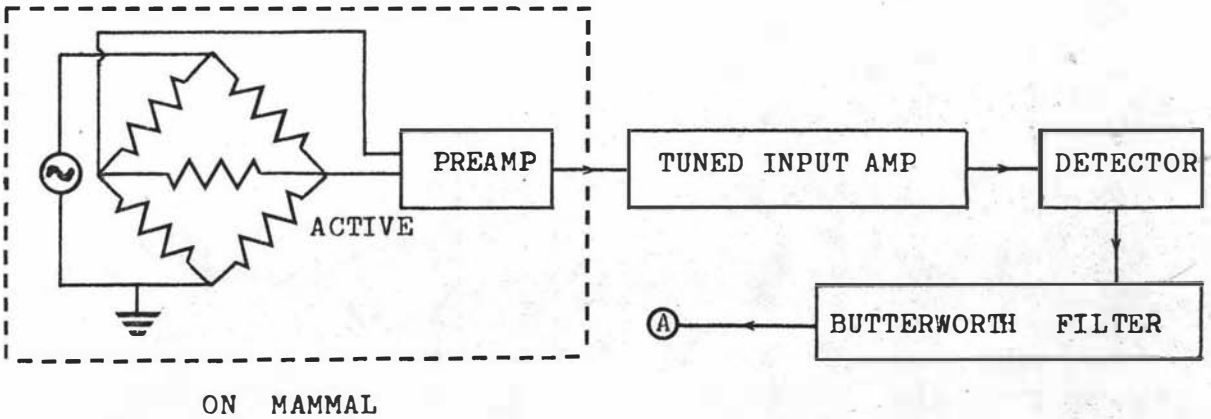 PREAMP
TUNED INPUT AMP
DETECTOR
ACTIVE
A
BUTTERWORTH FILTER
ON MAMMAL